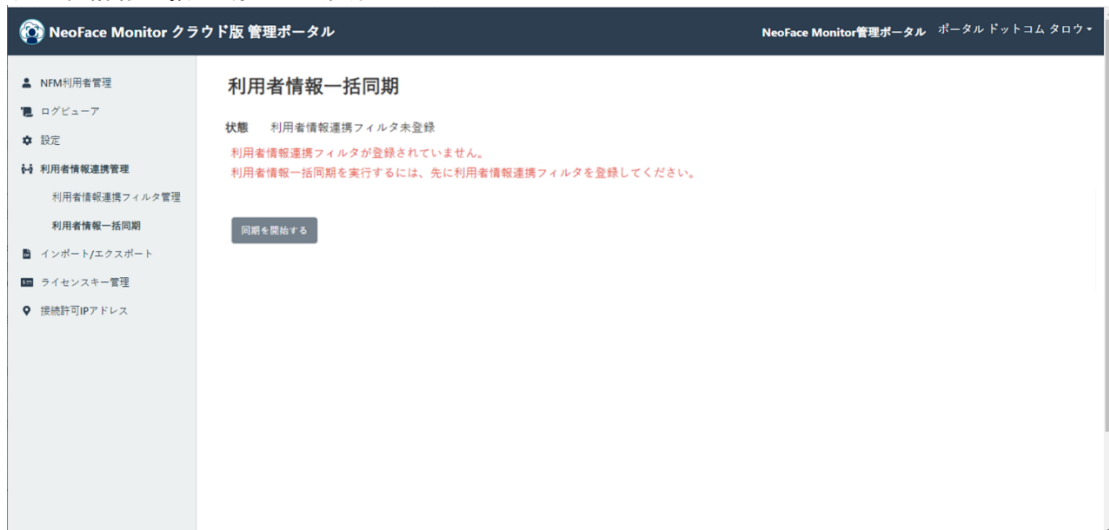 NeoFace Monitor クラウド版 管理ポータル
NeoFace Monitor管理ポータル ポータル ドットコム タロウ
NFM利用者管理
ログビューア
設定
利用者情報連携管理
利用者情報連携フィルタ管理
利用者情報一括同期
インポート/エクスポート
ライセンスキー管理
接続許可IPアドレス
利用者情報一括同期
状態 利用者情報連携フィルタ未登録
利用者情報連携フィルタが登録されていません。
利用者情報一括同期を実行するには、先に利用者情報連携フィルタを登録してください。
同期を開始する